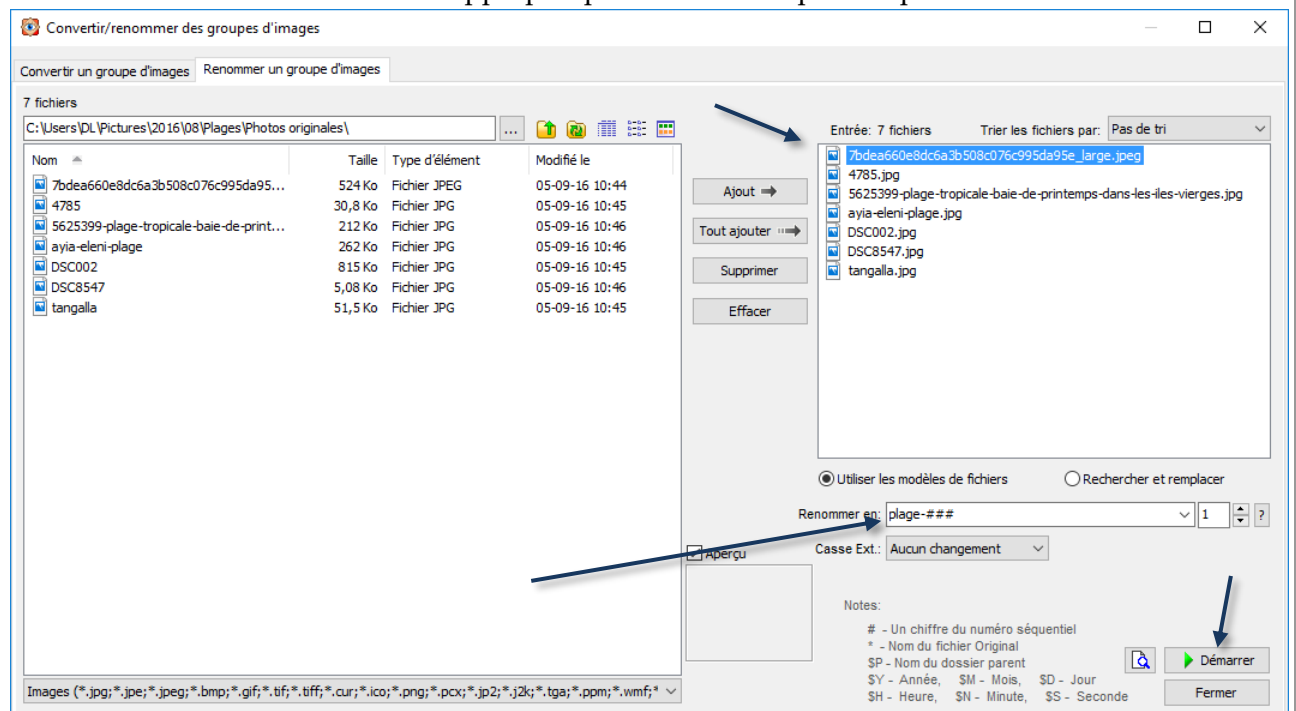 Convertir/renommer des groupes d'images
Convertir un groupe d'images Renommer un groupe d'images
7 fichiers
C:\Users\DL\Pictures\2016\08\Plages\Photos originales\ ...
Nom Taille Type d'élément Modifié le
7bdea660e8dc6a3b508c076c995da95... 524 Ko Fichier JPEG 05-09-16 10:44
4785 30,8 Ko Fichier JPG 05-09-16 10:45
5625399-plage-tropicale-baie-de-print... 212 Ko Fichier JPG 05-09-16 10:46
ayia-eleni-plage 262 Ko Fichier JPG 05-09-16 10:46
DSC002 815 Ko Fichier JPG 05-09-16 10:45
DSC8547 5,08 Ko Fichier JPG 05-09-16 10:46
tangalla 51,5 Ko Fichier JPG 05-09-16 10:45
Images (*.jpg;*.jpe;*.jpeg;*.bmp;*.gif;*.tif;*.tiff;*.cur;*.ico;*.png;*.pcx;*.jp2;*.j2k;*.tga;*.ppm;*.wmf;*
Ajout
Tout ajouter
Supprimer
Effacer
Aperçu
Entrée: 7 fichiers Trier les fichiers par: Pas de tri
7bdea660e8dc6a3b508c076c995da95e_large.jpeg
4785.jpg
5625399-plage-tropicale-baie-de-printemps-dans-les-iles-vierges.jpg
ayia-eleni-plage.jpg
DSC002.jpg
DSC8547.jpg
tangalla.jpg
Utiliser les modèles de fichiers Rechercher et remplacer
Renommer en: plage-### 1 ?
Casse Ext.: Aucun changement
Notes:
# - Un chiffre du numéro séquentiel
* - Nom du fichier Original
$P - Nom du dossier parent
$Y - Année, $M - Mois, $D - Jour
$H - Heure, $N - Minute, $S - Seconde
Démarrer
Fermer